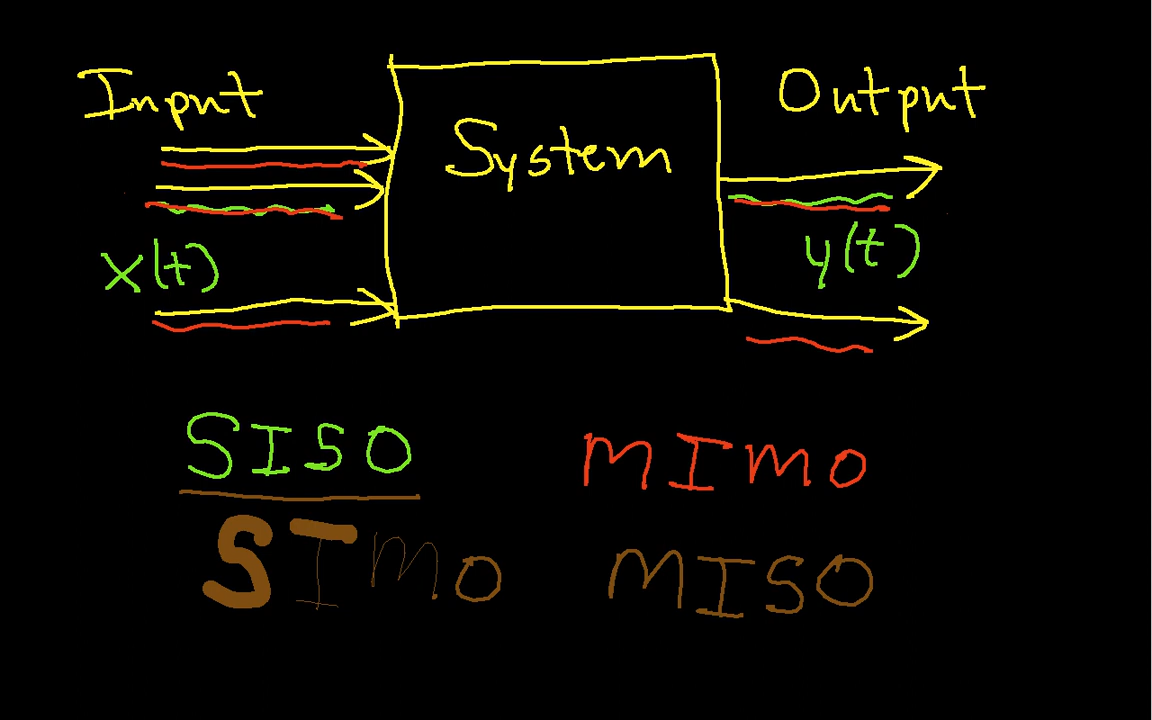 Input
System
Output
x(t)
y(t)
SISO
MIMO
SIMO
MISO